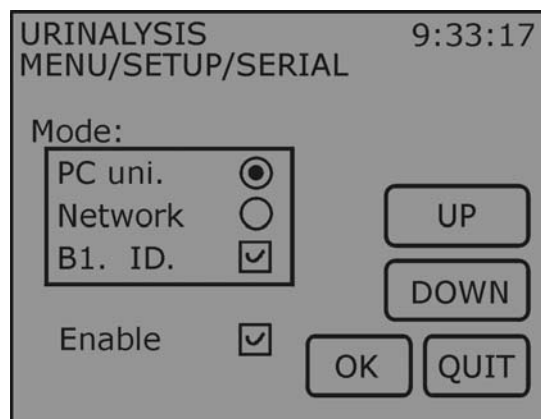 URINALYSIS 9:33:17
MENU/SETUP/SERIAL
Mode:
PC uni.
Network
B1. ID.
UP
DOWN
Enable
OK QUIT